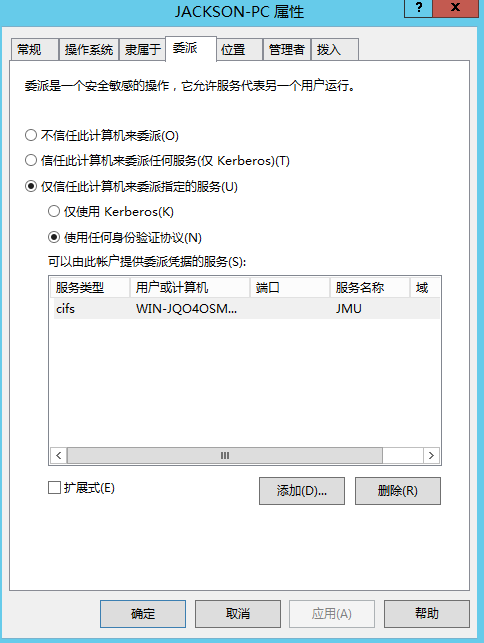 JACKSON-PC 属性
? x
常规 操作系统 隶属于 委派 位置 管理者 拨入
委派是一个安全敏感的操作，它允许服务代表另一个用户运行。
不信任此计算机来委派(O)
信任此计算机来委派任何服务(仅 Kerberos)(T)
仅信任此计算机来委派指定的服务(U)
仅使用 Kerberos(K)
使用任何身份验证协议(N)
可以由此帐户提供委派凭据的服务(S):
服务类型 用户或计算机 端口 服务名称 域
cifs WIN-JQO4OSM... JMU
扩展式(E) 添加(D)... 删除(R)
确定 取消 应用(A) 帮助